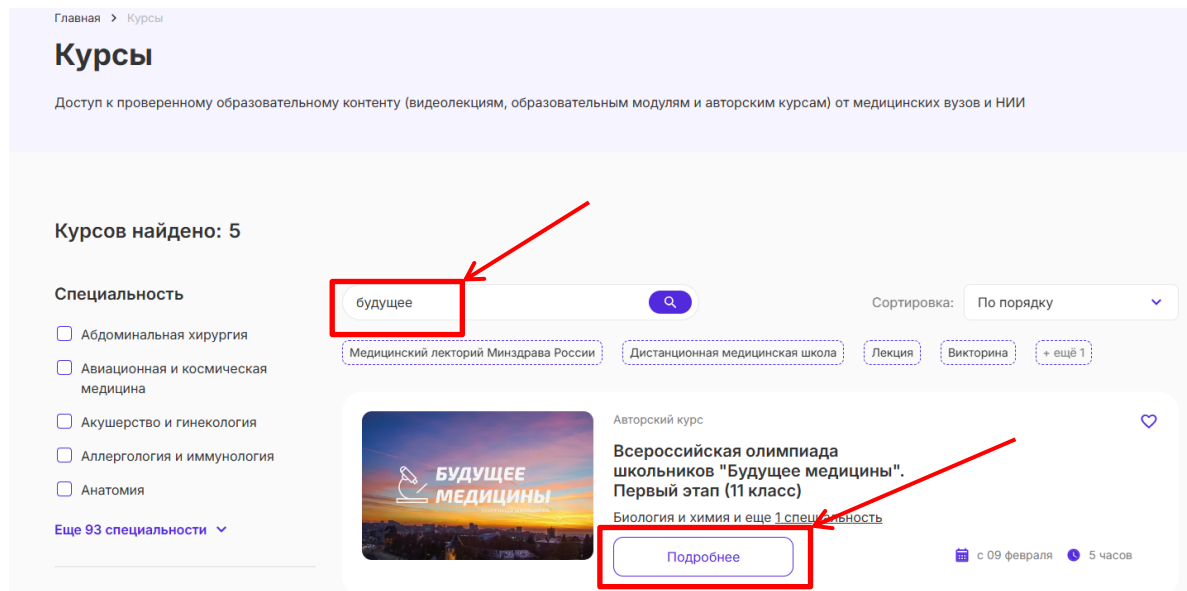 Главная > Курсы
Курсы
Доступ к проверенному образовательному контенту (видеолекциям, образовательным модулям и авторским курсам) от медицинских вузов и НИИ
Курсов найдено: 5
Специальность
Абдоминальная хирургия
Авиационная и космическая
медицина
Акушерство и гинекология
Аллергология и иммунология
Анатомия
Еще 93 специальности
будущее
Сортировка: По порядку
Медицинский лекторий Минздрава России Дистанционная медицинская школа Лекция Викторина + ещё 1
БУДУЩЕЕ
МЕДИЦИНЫ
Авторский курс
Всероссийская олимпиада
школьников "Будущее медицины".
Первый этап (11 класс)
Биология и химия и еще 1 специальность
Подробнее
с 09 февраля 5 часов